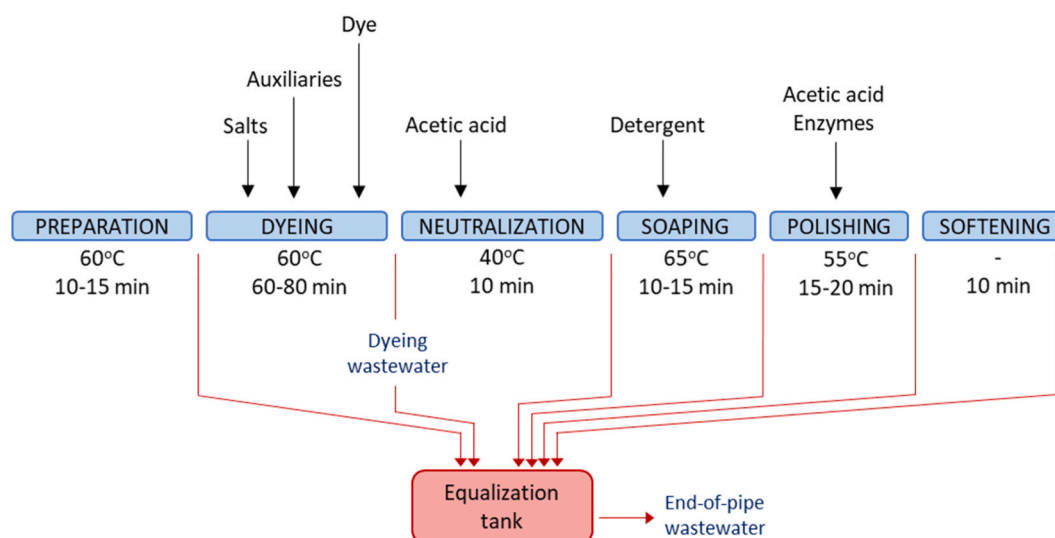 Dye
Auxiliaries
Salts
Acetic acid
Detergent
Acetic acid
Enzymes
PREPARATION
DYEING
NEUTRALIZATION
SOAPING
POLISHING
SOFTENING
60°C
10-15 min
60°C
60-80 min
40°C
10 min
65°C
10-15 min
55°C
15-20 min
-
10 min
Dyeing
wastewater
Equalization
tank
End-of-pipe
wastewater